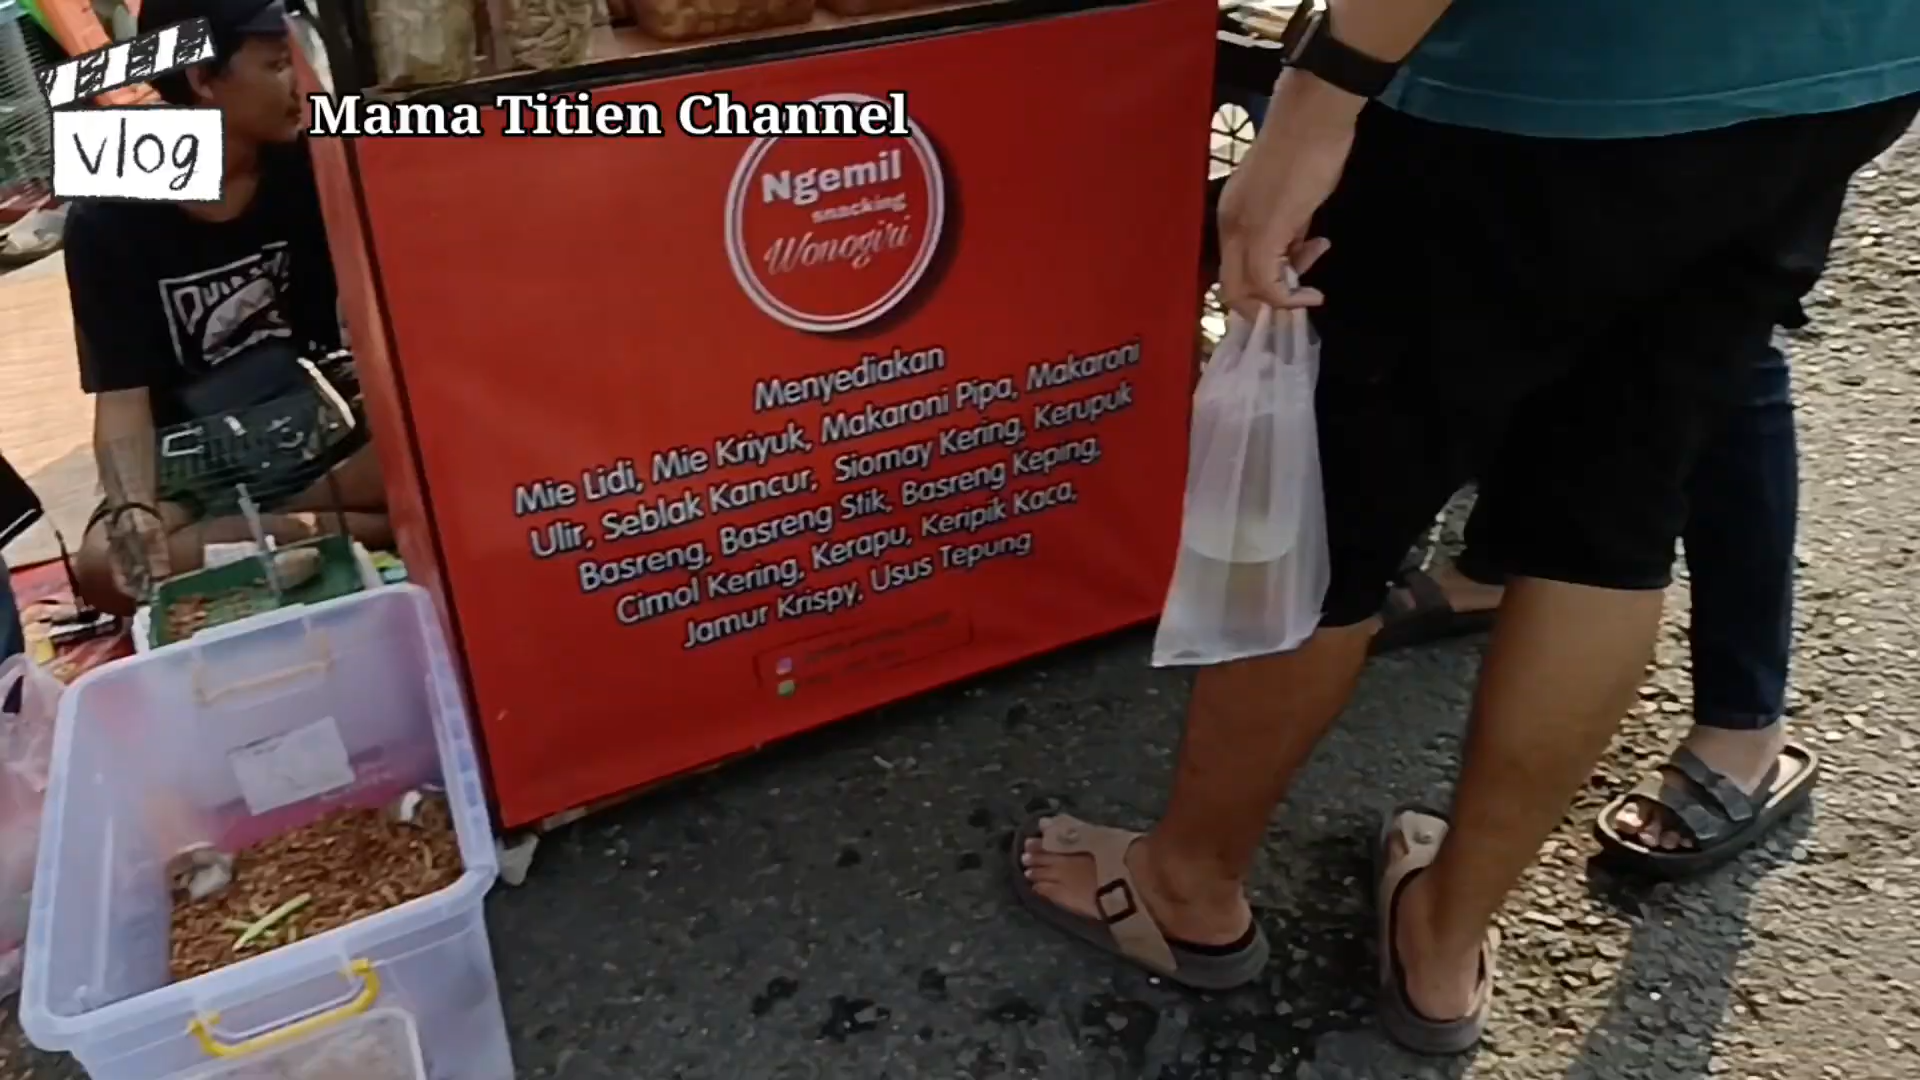 vlog
Mama Titien Channel
Ngemil
snacking
Wonogiri
Menyediakan
Mie Lidi, Mie Kriyuk, Makaroni Pipa, Makaroni
Ulir, Seblak Kancur, Siomay Kering, Kerupuk
Basreng, Basreng Stik, Basreng Keping,
Cimol Kering, Kerapu, Keripik Kaca,
Jamur Krispy, Usus Tepung